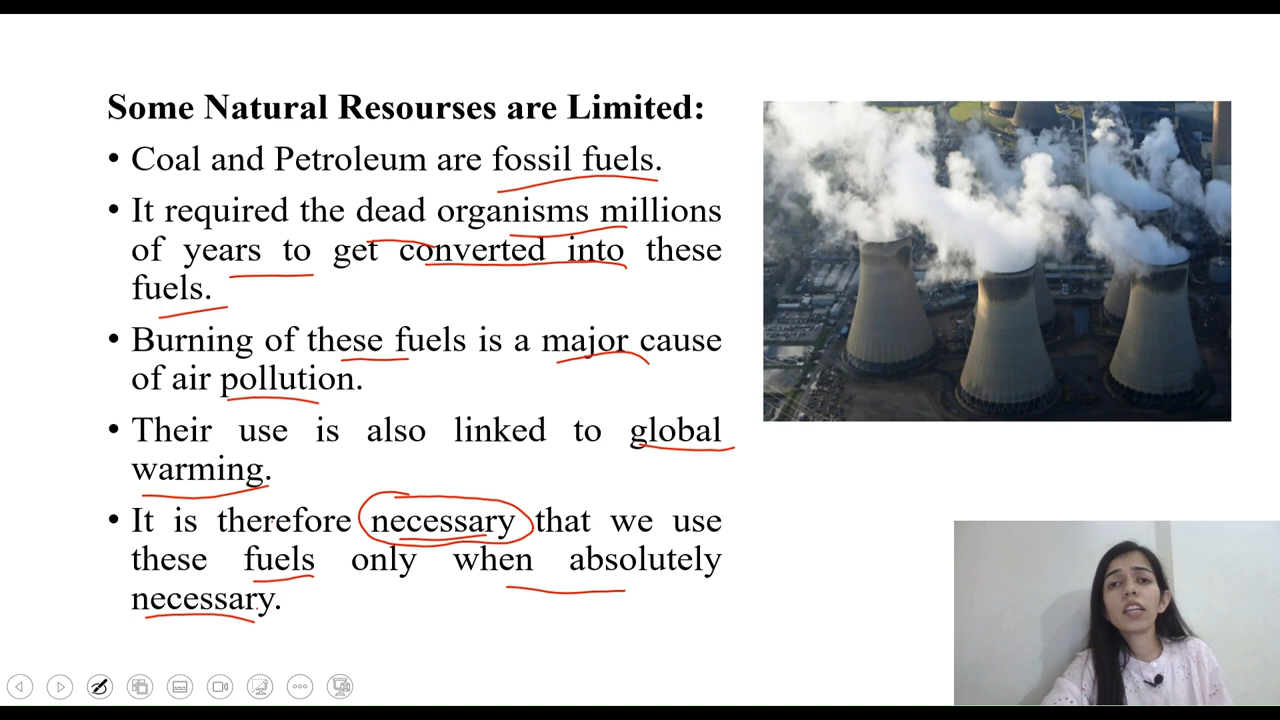 Some Natural Resourses are Limited:
• Coal and Petroleum are fossil fuels.
• It required the dead organisms millions
of years to get converted into these
fuels.
• Burning of these fuels is a major cause
of air pollution.
• Their use is also linked to global
warming.
• It is therefore necessary that we use
these fuels only when absolutely
necessary.